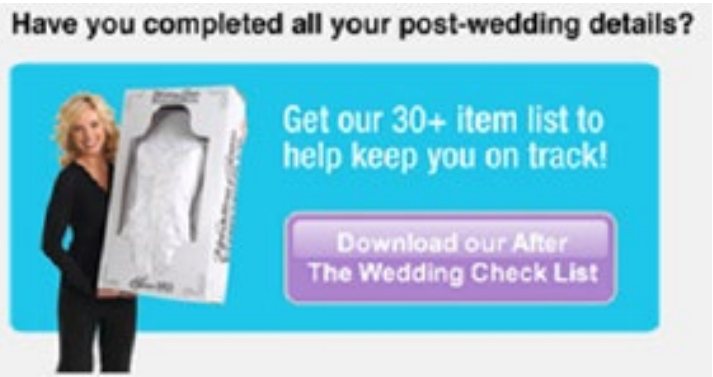 Have you completed all your post-wedding details?
Get our 30+ item list to
help keep you on track!
Download our After
The Wedding Check List